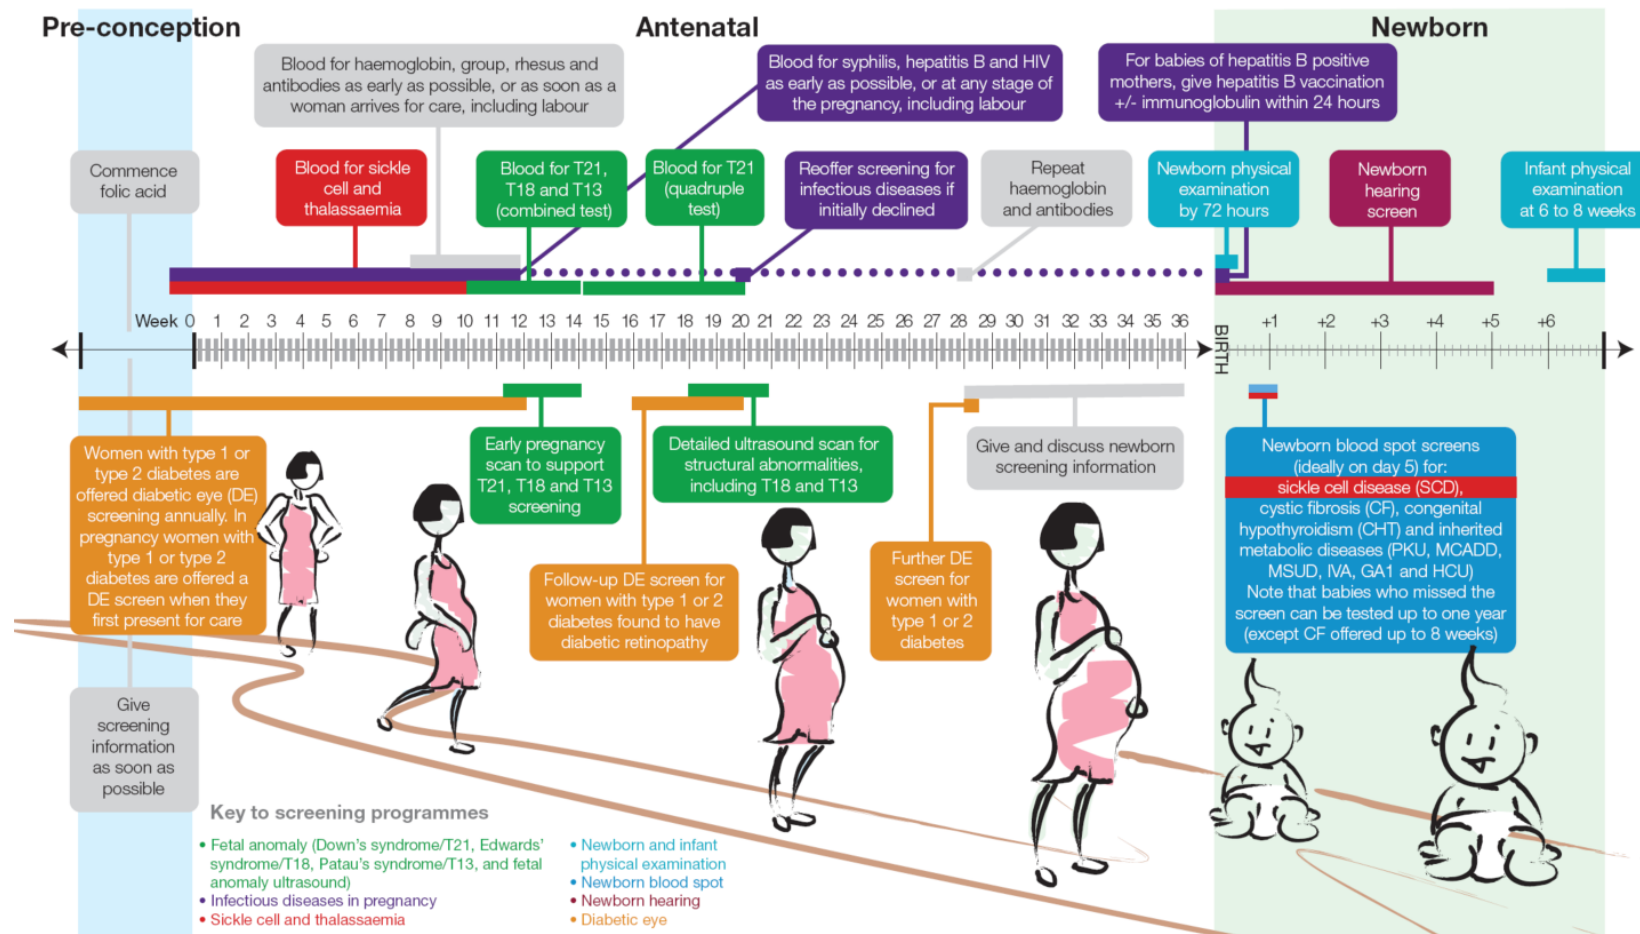 Pre-conception
Antenatal
Newborn
Blood for haemoglobin, group, rhesus and
antibodies as early as possible, or as soon as a
woman arrives for care, including labour
Blood for syphilis, hepatitis B and HIV
as early as possible, or at any stage of
the pregnancy, including labour
For babies of hepatitis B positive
mothers, give hepatitis B vaccination
+/- immunoglobulin within 24 hours
Commence
folic acid
Blood for sickle
cell and
thalassaemia
Blood for T21,
T18 and T13
(combined test)
Blood for T21
(quadruple
test)
Reoffer screening for
infectious diseases if
initially declined
Repeat
haemoglobin
and antibodies
Newborn physical
examination
by 72 hours
Newborn
hearing
screen
Infant physical
examination
at 6 to 8 weeks
Week 0 1 2 3 4 5 6 7 8 9 10 11 12 13 14 15 16 17 18 19 20 21 22 23 24 25 26 27 28 29 30 31 32 33 34 35 36
BIRTH
+1 +2 +3 +4 +5 +6
Women with type 1 or
type 2 diabetes are
offered diabetic eye (DE)
screening annually. In
pregnancy women with
type 1 or type 2
diabetes are offered a
DE screen when they
first present for care
Early pregnancy
scan to support
T21, T18 and T13
screening
Detailed ultrasound scan for
structural abnormalities,
including T18 and T13
Give and discuss newborn
screening information
Newborn blood spot screens
(ideally on day 5) for:
sickle cell disease (SCD),
cystic fibrosis (CF), congenital
hypothyroidism (CHT) and inherited
metabolic diseases (PKU, MCADD,
MSUD, IVA, GA1 and HCU)
Note that babies who missed the
screen can be tested up to one year
(except CF offered up to 8 weeks)
Follow-up DE screen for
women with type 1 or 2
diabetes found to have
diabetic retinopathy
Further DE
screen for
women with
type 1 or 2
diabetes
Give
screening
information
as soon as
possible
Key to screening programmes
• Fetal anomaly (Down's syndrome/T21, Edwards'
syndrome/T18, Patau's syndrome/T13, and fetal
anomaly ultrasound)
• Infectious diseases in pregnancy
• Sickle cell and thalassaemia
• Newborn and infant
physical examination
• Newborn blood spot
• Newborn hearing
• Diabetic eye